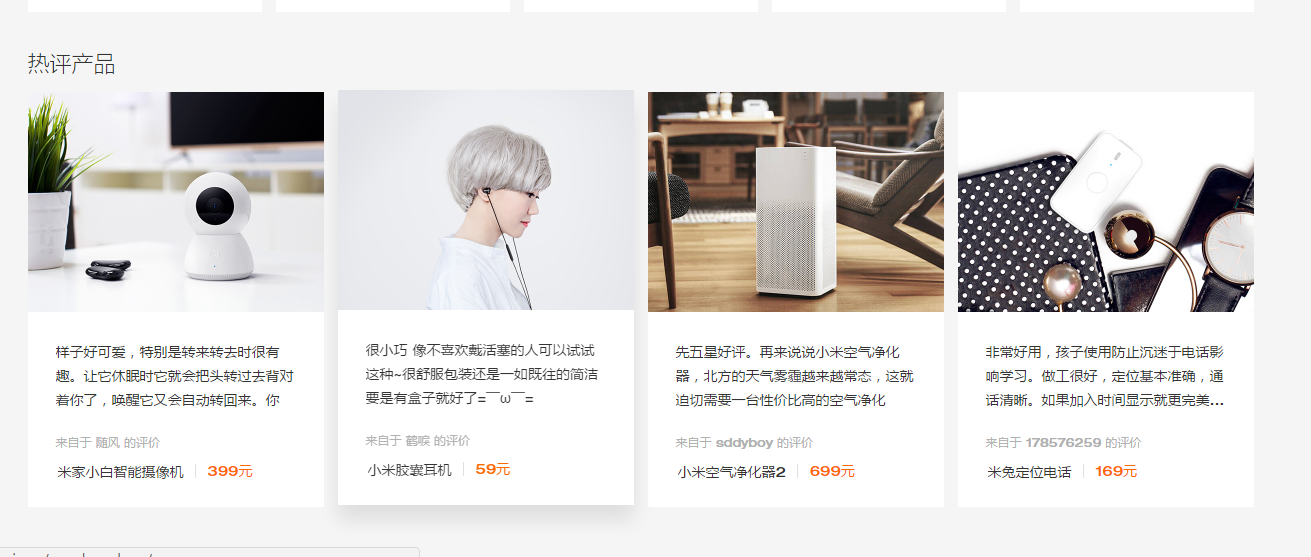 热评产品
样子好可爱，特别是转来转去时很有
趣。让它休眠时它就会把头转过去背对
着你了，唤醒它又会自动转回来。你
来自于 随风 的评价
米家小白智能摄像机 399元
很小巧 像不喜欢戴活塞的人可以试试
这种~很舒服包装还是一如既往的简洁
要是有盒子就好了=￣ω￣=
来自于 鹤唳 的评价
小米胶囊耳机 59元
先五星好评。再来说说小米空气净化
器，北方的天气雾霾越来越常态，这就
迫切需要一台性价比高的空气净化
来自于 sddyboy 的评价
小米空气净化器2 699元
非常好用，孩子使用防止沉迷于电话影
响学习。做工很好，定位基本准确，通
话清晰。如果加入时间显示就更完美...
来自于 178576259 的评价
米兔定位电话 169元